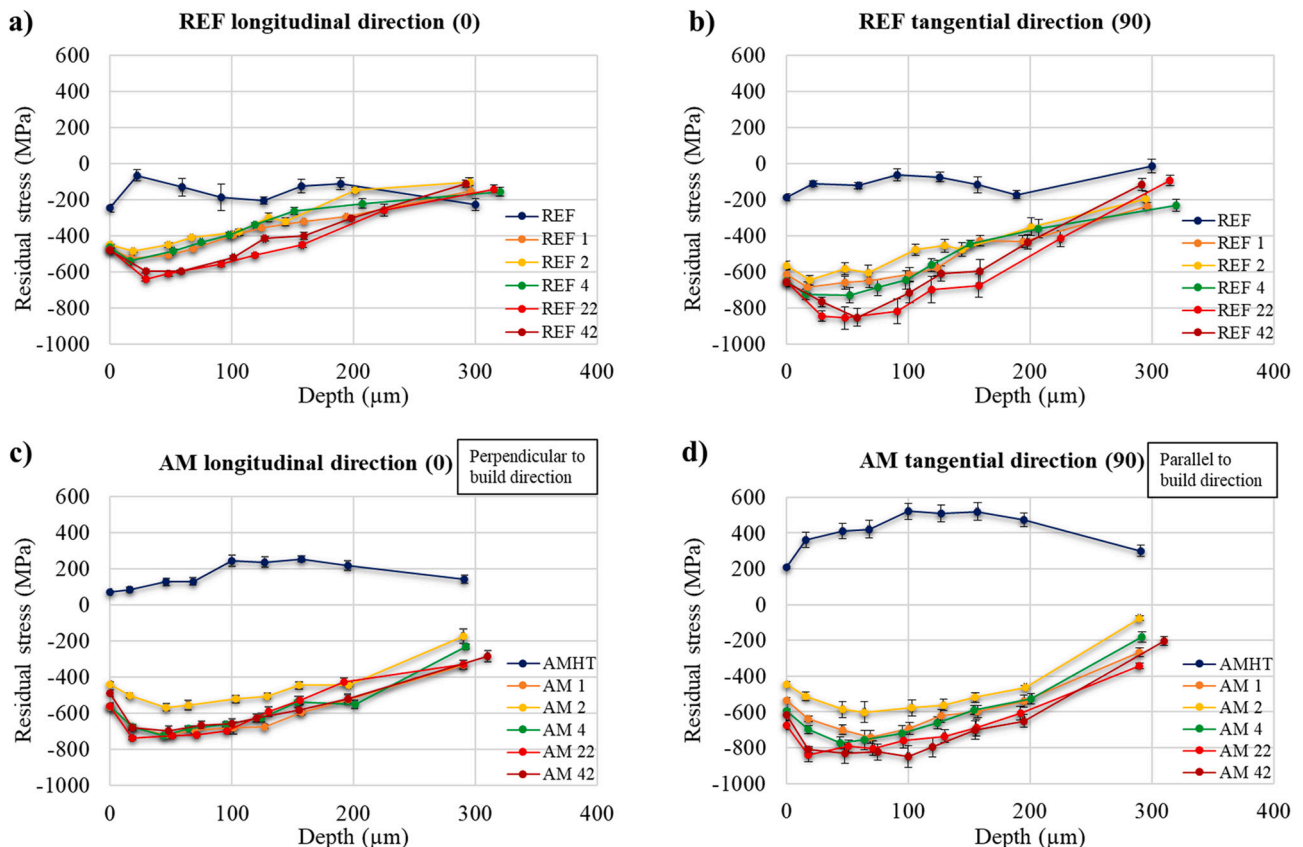 a)
REF longitudinal direction (0)
600
400
200
0
-200
-400
-600
-800
-1000
Residual stress (MPa)
REF
REF 1
REF 2
REF 4
REF 22
REF 42
0
100
200
300
400
Depth (µm)
b)
REF tangential direction (90)
600
400
200
0
-200
-400
-600
-800
-1000
Residual stress (MPa)
REF
REF 1
REF 2
REF 4
REF 22
REF 42
0
100
200
300
400
Depth (µm)
c)
AM longitudinal direction (0)
Perpendicular to
build direction
600
400
200
0
-200
-400
-600
-800
-1000
Residual stress (MPa)
AMHT
AM 1
AM 2
AM 4
AM 22
AM 42
0
100
200
300
400
Depth (µm)
d)
AM tangential direction (90)
Parallel to
build direction
600
400
200
0
-200
-400
-600
-800
-1000
Residual stress (MPa)
AMHT
AM 1
AM 2
AM 4
AM 22
AM 42
0
100
200
300
400
Depth (µm)